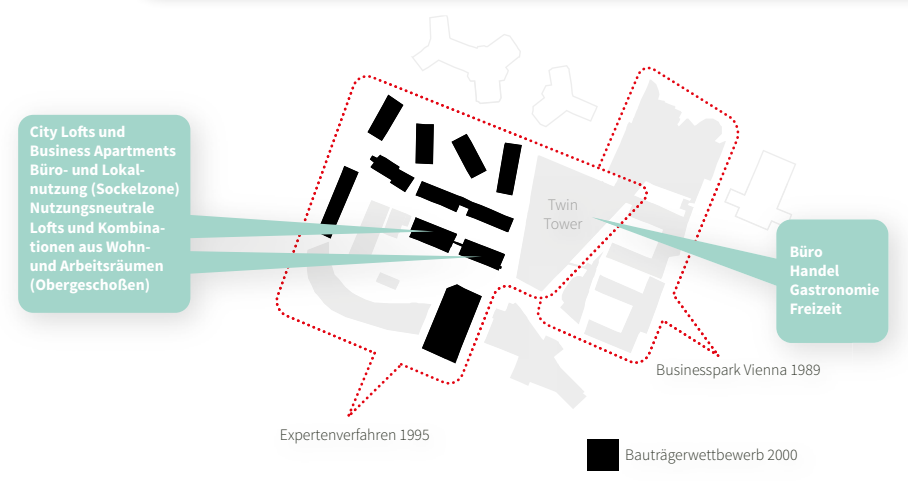 City Lofts und
Business Apartments
Büro- und Lokal-
nutzung (Sockelzone)
Nutzungsneutrale
Lofts und Kombina-
tionen aus Wohn-
und Arbeitsräumen
(Obergeschoßen)
Twin
Tower
Büro
Handel
Gastronomie
Freizeit
Businesspark Vienna 1989
Expertenverfahren 1995
Bauträgerwettbewerb 2000